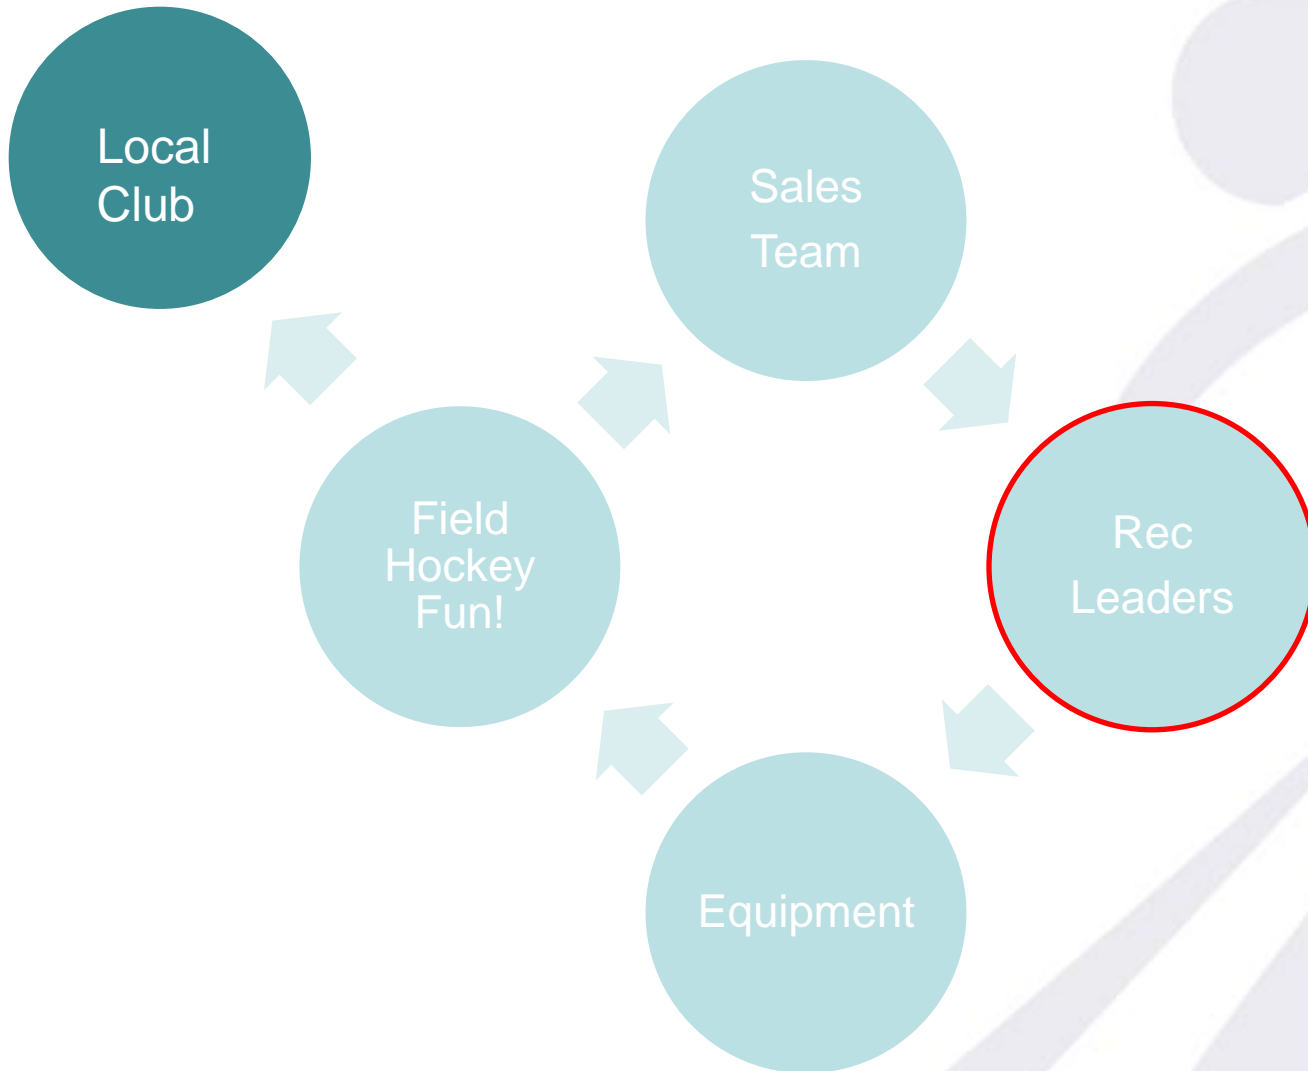 Local
Club
Sales
Team
Field
Hockey
Fun!
Rec
Leaders
Equipment